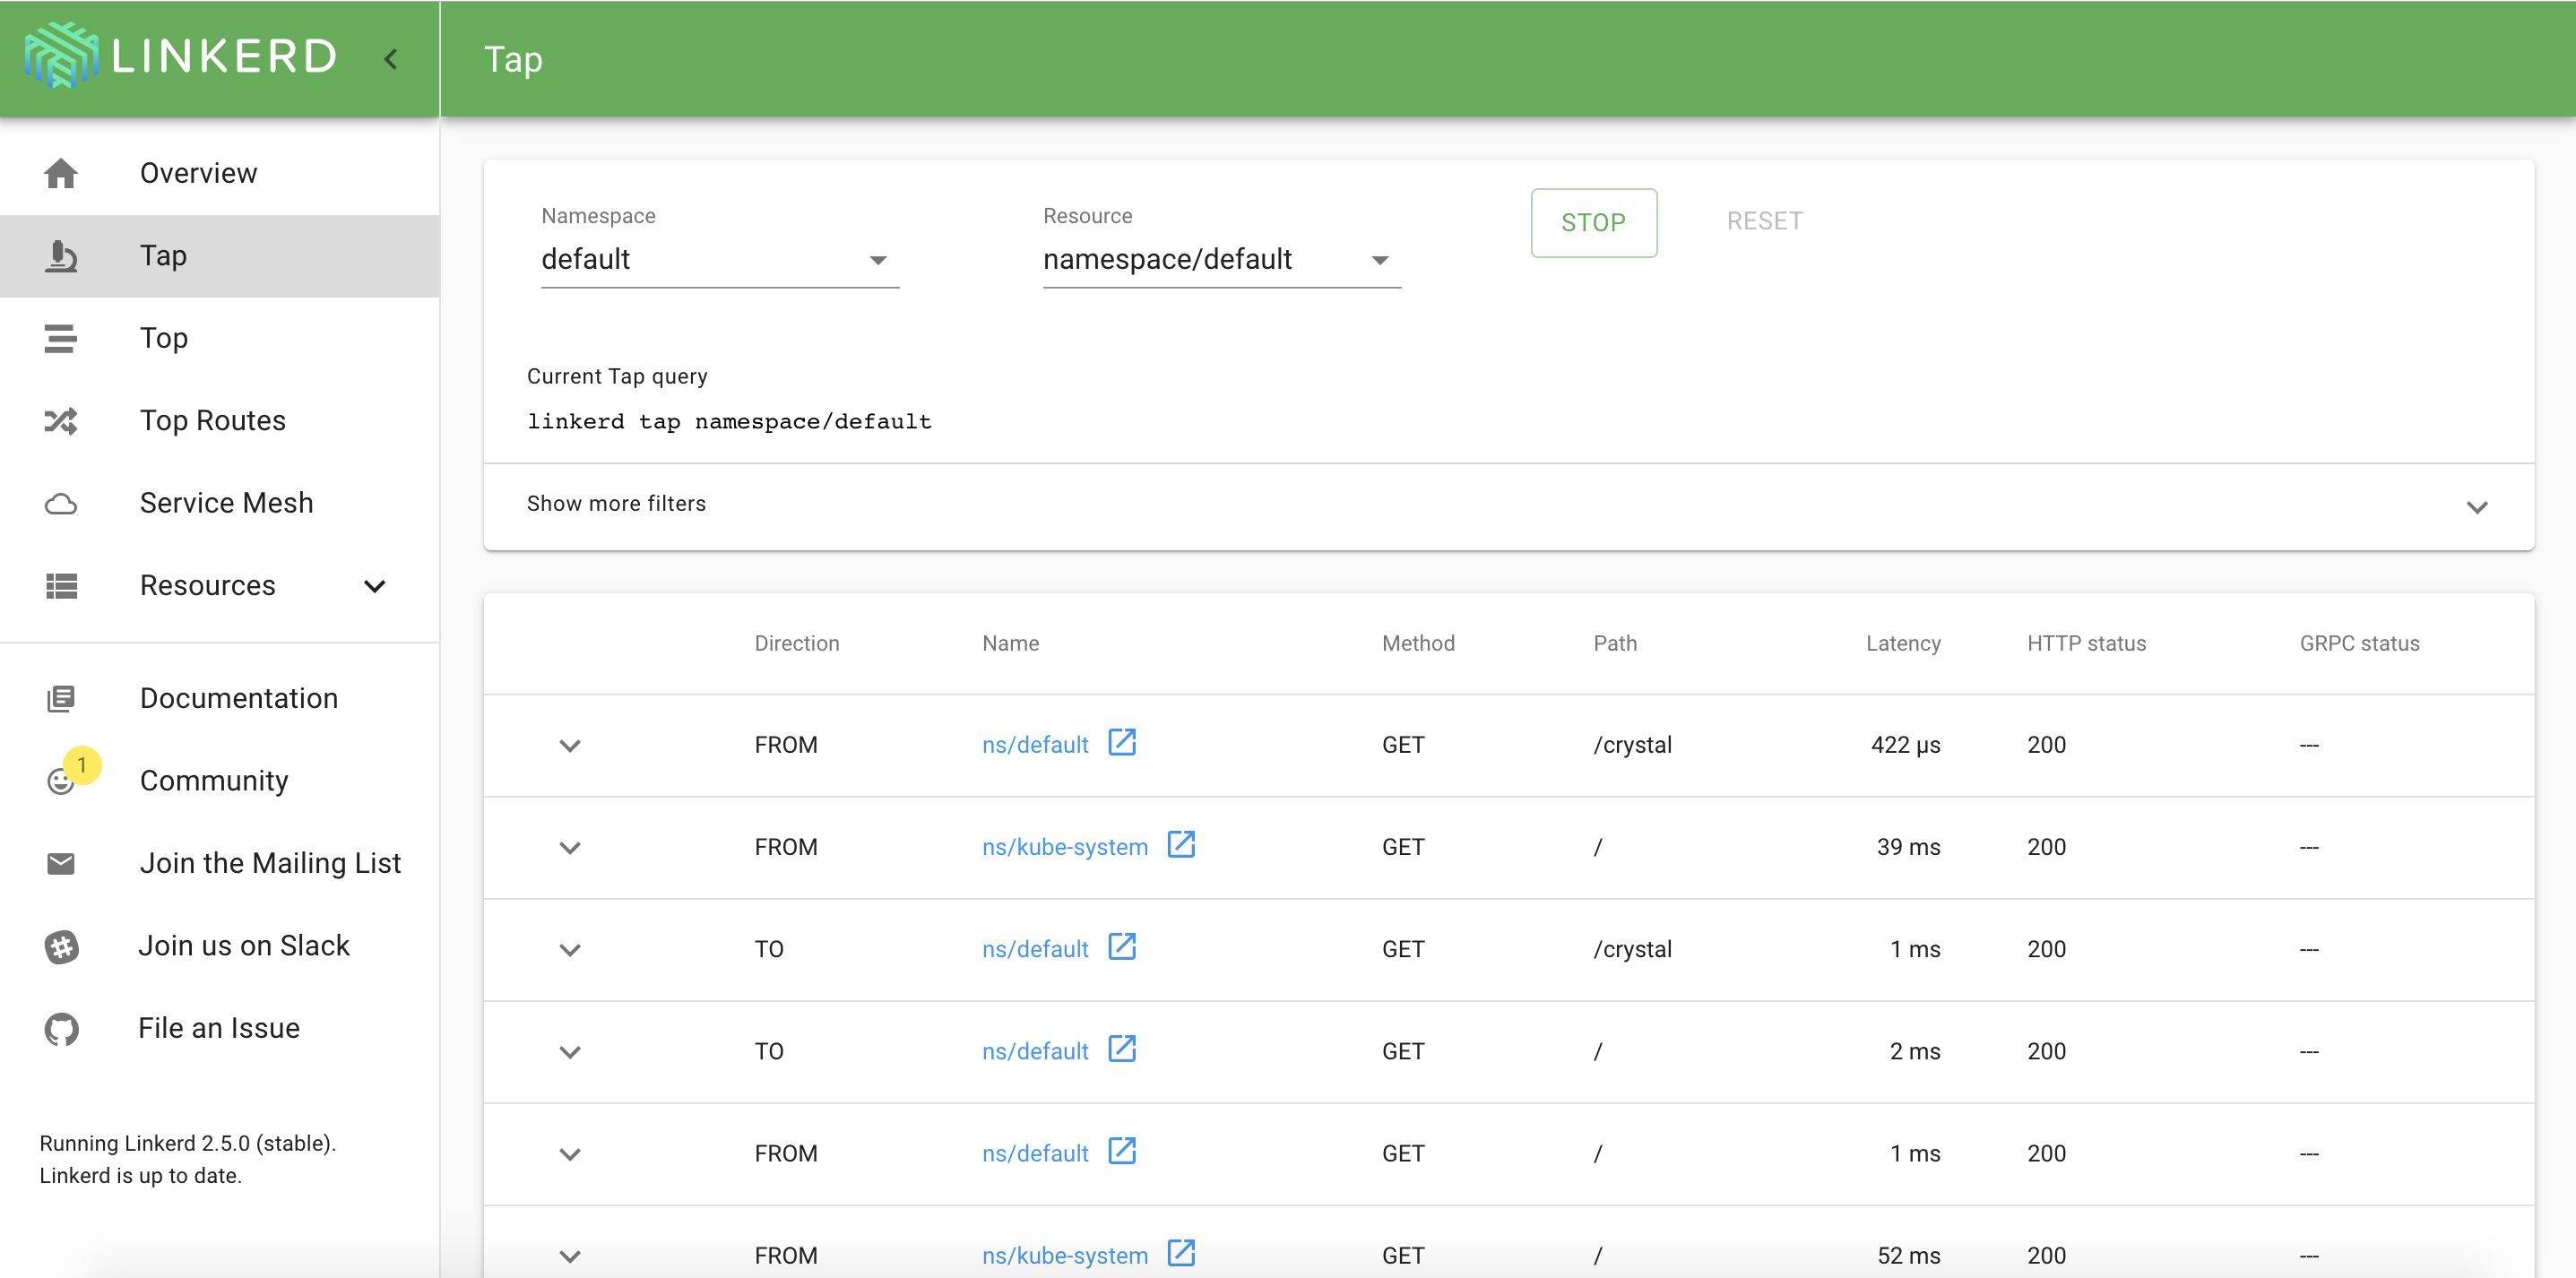 LINKERD
Tap
Overview
Tap
Top
Top Routes
Service Mesh
Resources
Documentation
1
Community
Join the Mailing List
Join us on Slack
File an Issue
Running Linkerd 2.5.0 (stable).
Linkerd is up to date.
Namespace Resource
default namespace/default STOP RESET
Current Tap query
linkerd tap namespace/default
Show more filters
Direction Name Method Path Latency HTTP status GRPC status
FROM ns/default GET /crystal 422 µs 200 ---
FROM ns/kube-system GET / 39 ms 200 ---
TO ns/default GET /crystal 1 ms 200 ---
TO ns/default GET / 2 ms 200 ---
FROM ns/default GET / 1 ms 200 ---
FROM ns/kube-system GET / 52 ms 200 ---